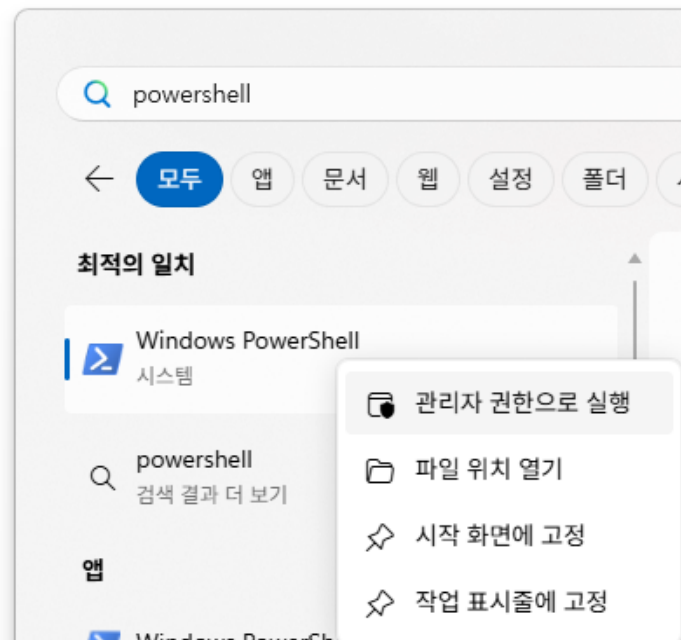 powershell
모두 앱 문서 웹 설정 폴더
최적의 일치
Windows PowerShell
시스템
관리자 권한으로 실행
파일 위치 열기
시작 화면에 고정
작업 표시줄에 고정
powershell
검색 결과 더 보기
앱
Windows PowerSh